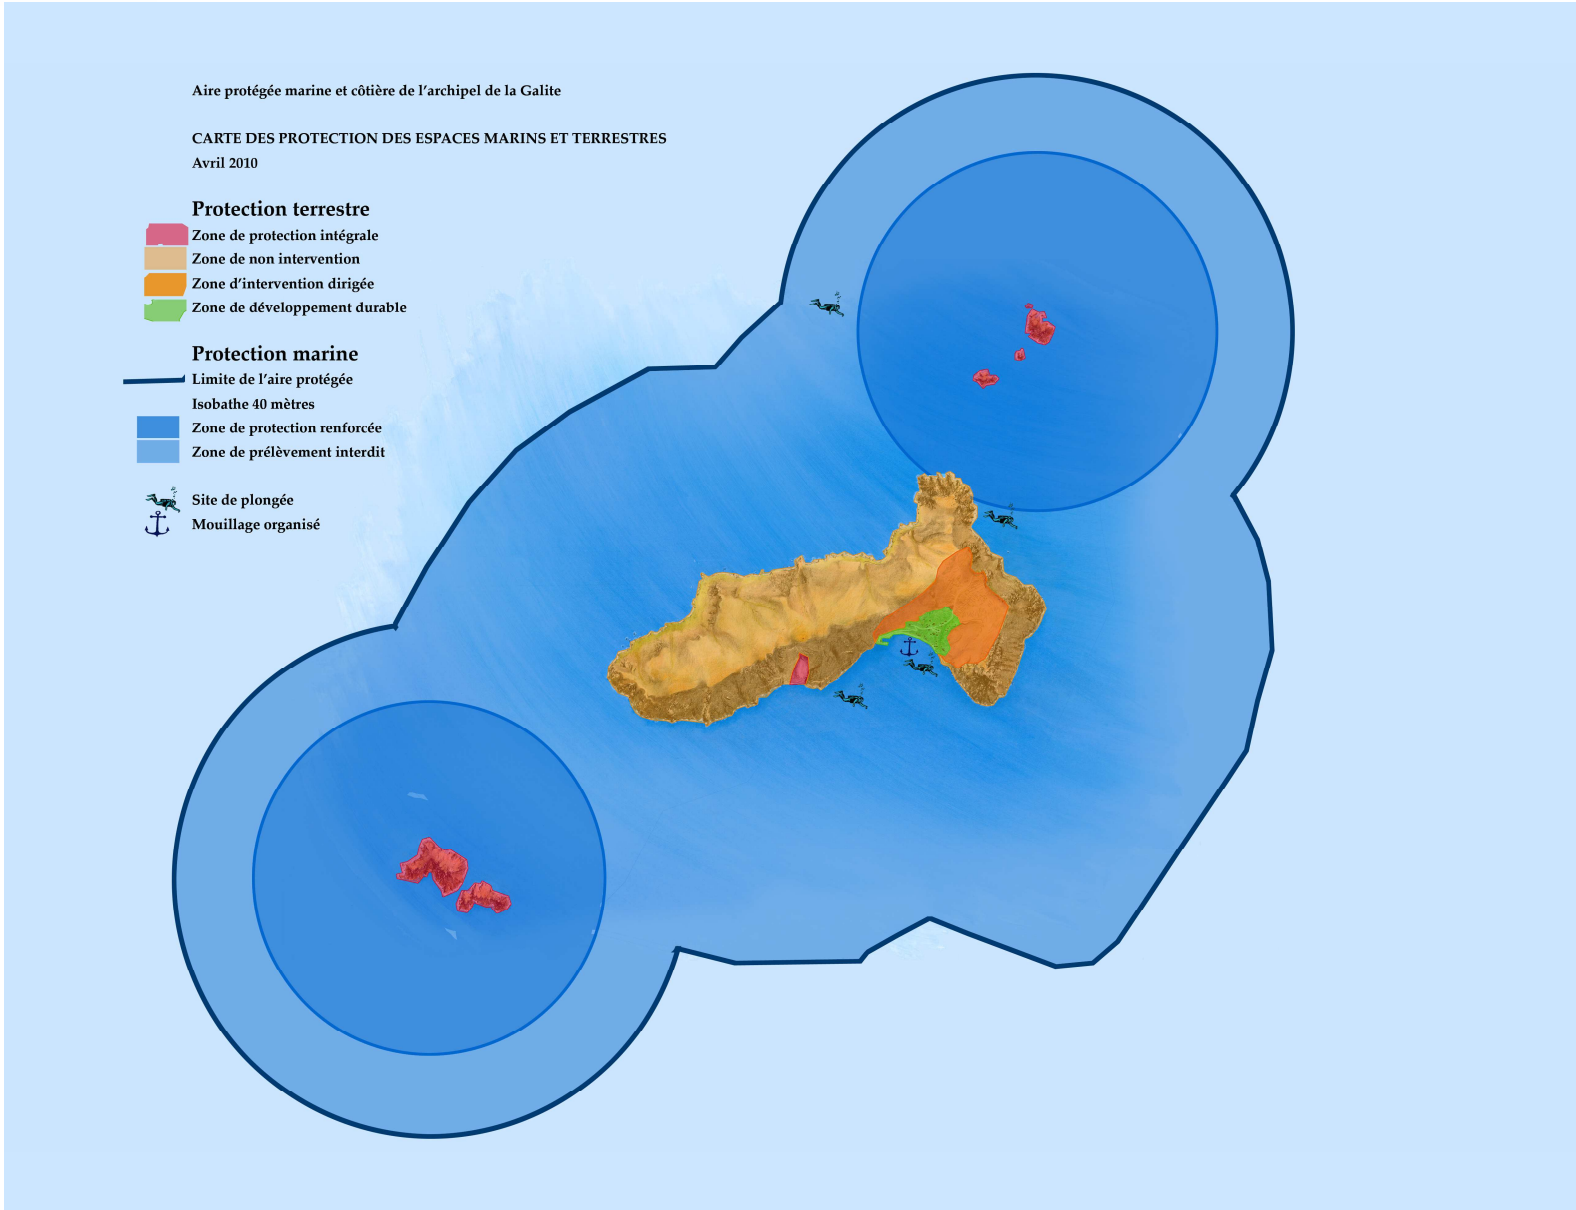 Aire protégée marine et côtière de l'archipel de la Galite
CARTE DES PROTECTION DES ESPACES MARINS ET TERRESTRES
Avril 2010
Protection terrestre
Zone de protection intégrale
Zone de non intervention
Zone d'intervention dirigée
Zone de développement durable
Protection marine
Limite de l'aire protégée
Isobathe 40 mètres
Zone de protection renforcée
Zone de prélèvement interdit
Site de plongée
Mouillage organisé